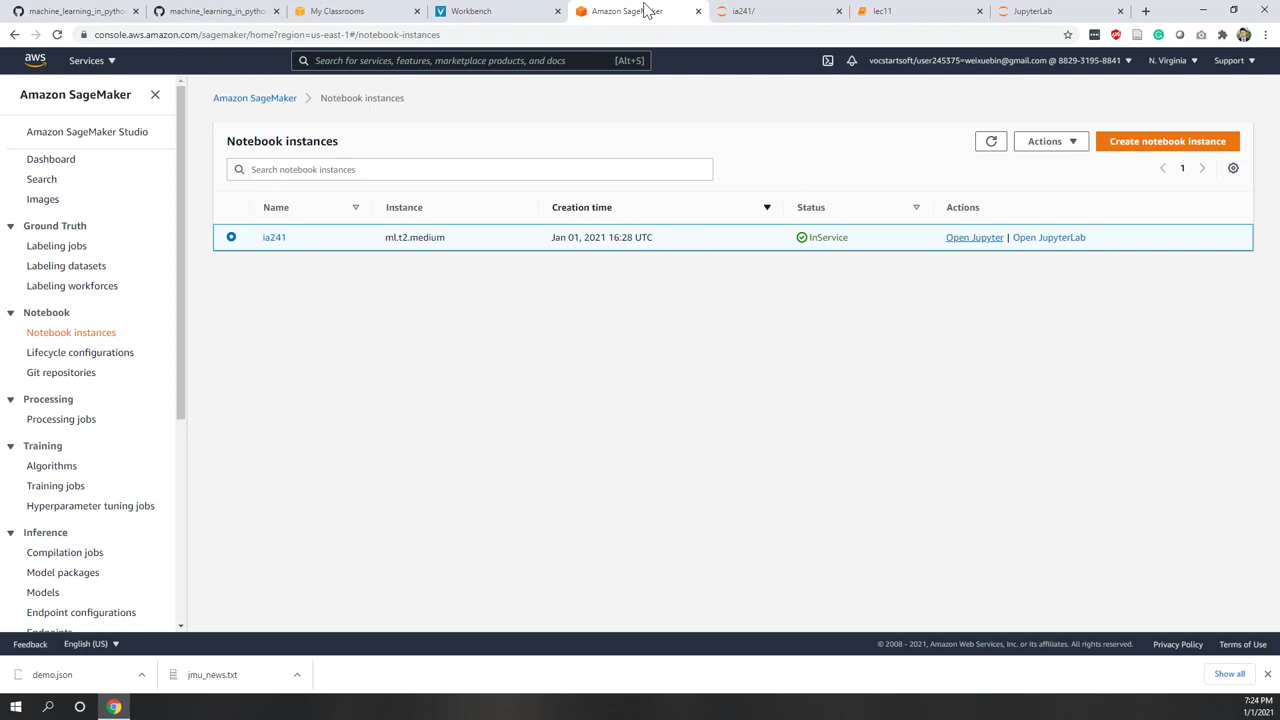 machine_learning_in_pytho
machine_learning_in_pytho
My Classrooms
Workbench
Amazon Sage
ia241/
lec11
JupyterLab
console.aws.amazon.com/sagemaker/home?region=us-east-1#/notebook-instances
aws
Services
Search for services, features, marketplace products, and docs
[Alt+S]
vocstartsoft/user245375=weixuebin@gmail.com @ 8829-3195-8841
N. Virginia
Support
Amazon SageMaker
Amazon SageMaker Studio
Dashboard
Search
Images
Ground Truth
Labeling jobs
Labeling datasets
Labeling workforces
Notebook
Notebook instances
Lifecycle configurations
Git repositories
Processing
Processing jobs
Training
Algorithms
Training jobs
Hyperparameter tuning jobs
Inference
Compilation jobs
Model packages
Models
Endpoint configurations
Endpoints
Amazon SageMaker > Notebook instances
Notebook instances
Actions
Create notebook instance
Search notebook instances
1
Name
Instance
Creation time
Status
Actions
ia241
ml.t2.medium
Jan 01, 2021 16:28 UTC
InService
Open Jupyter | Open JupyterLab
Feedback
English (US)
© 2008 - 2021, Amazon Web Services, Inc. or its affiliates. All rights reserved.
Privacy Policy
Terms of Use
demo.json
jmu_news.txt
Show all
7:24 PM
1/1/2021